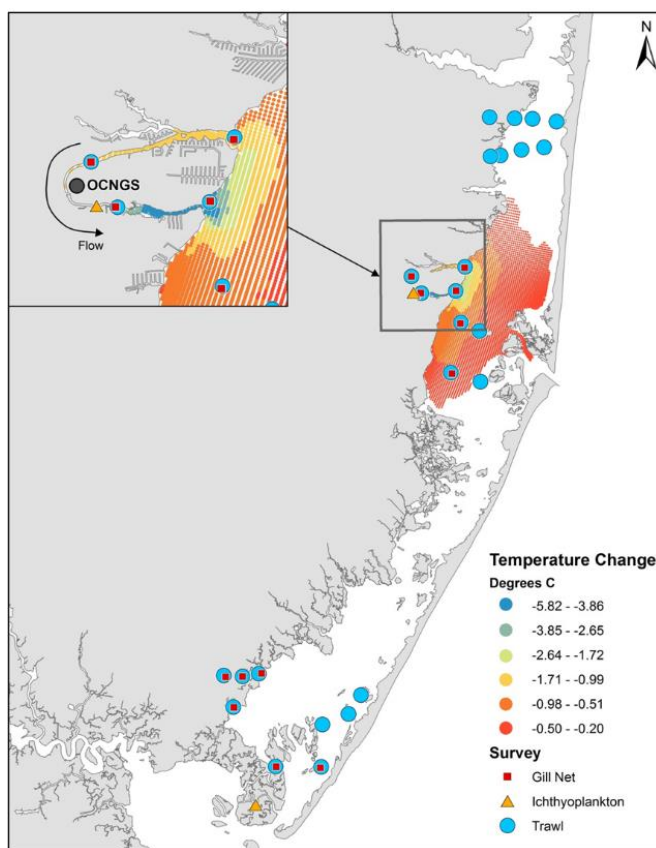 N
OCNGS
Flow
Temperature Change
Degrees C
-5.82 - -3.86
-3.85 - -2.65
-2.64 - -1.72
-1.71 - -0.99
-0.98 - -0.51
-0.50 - -0.20
Survey
Gill Net
Ichthyoplankton
Trawl